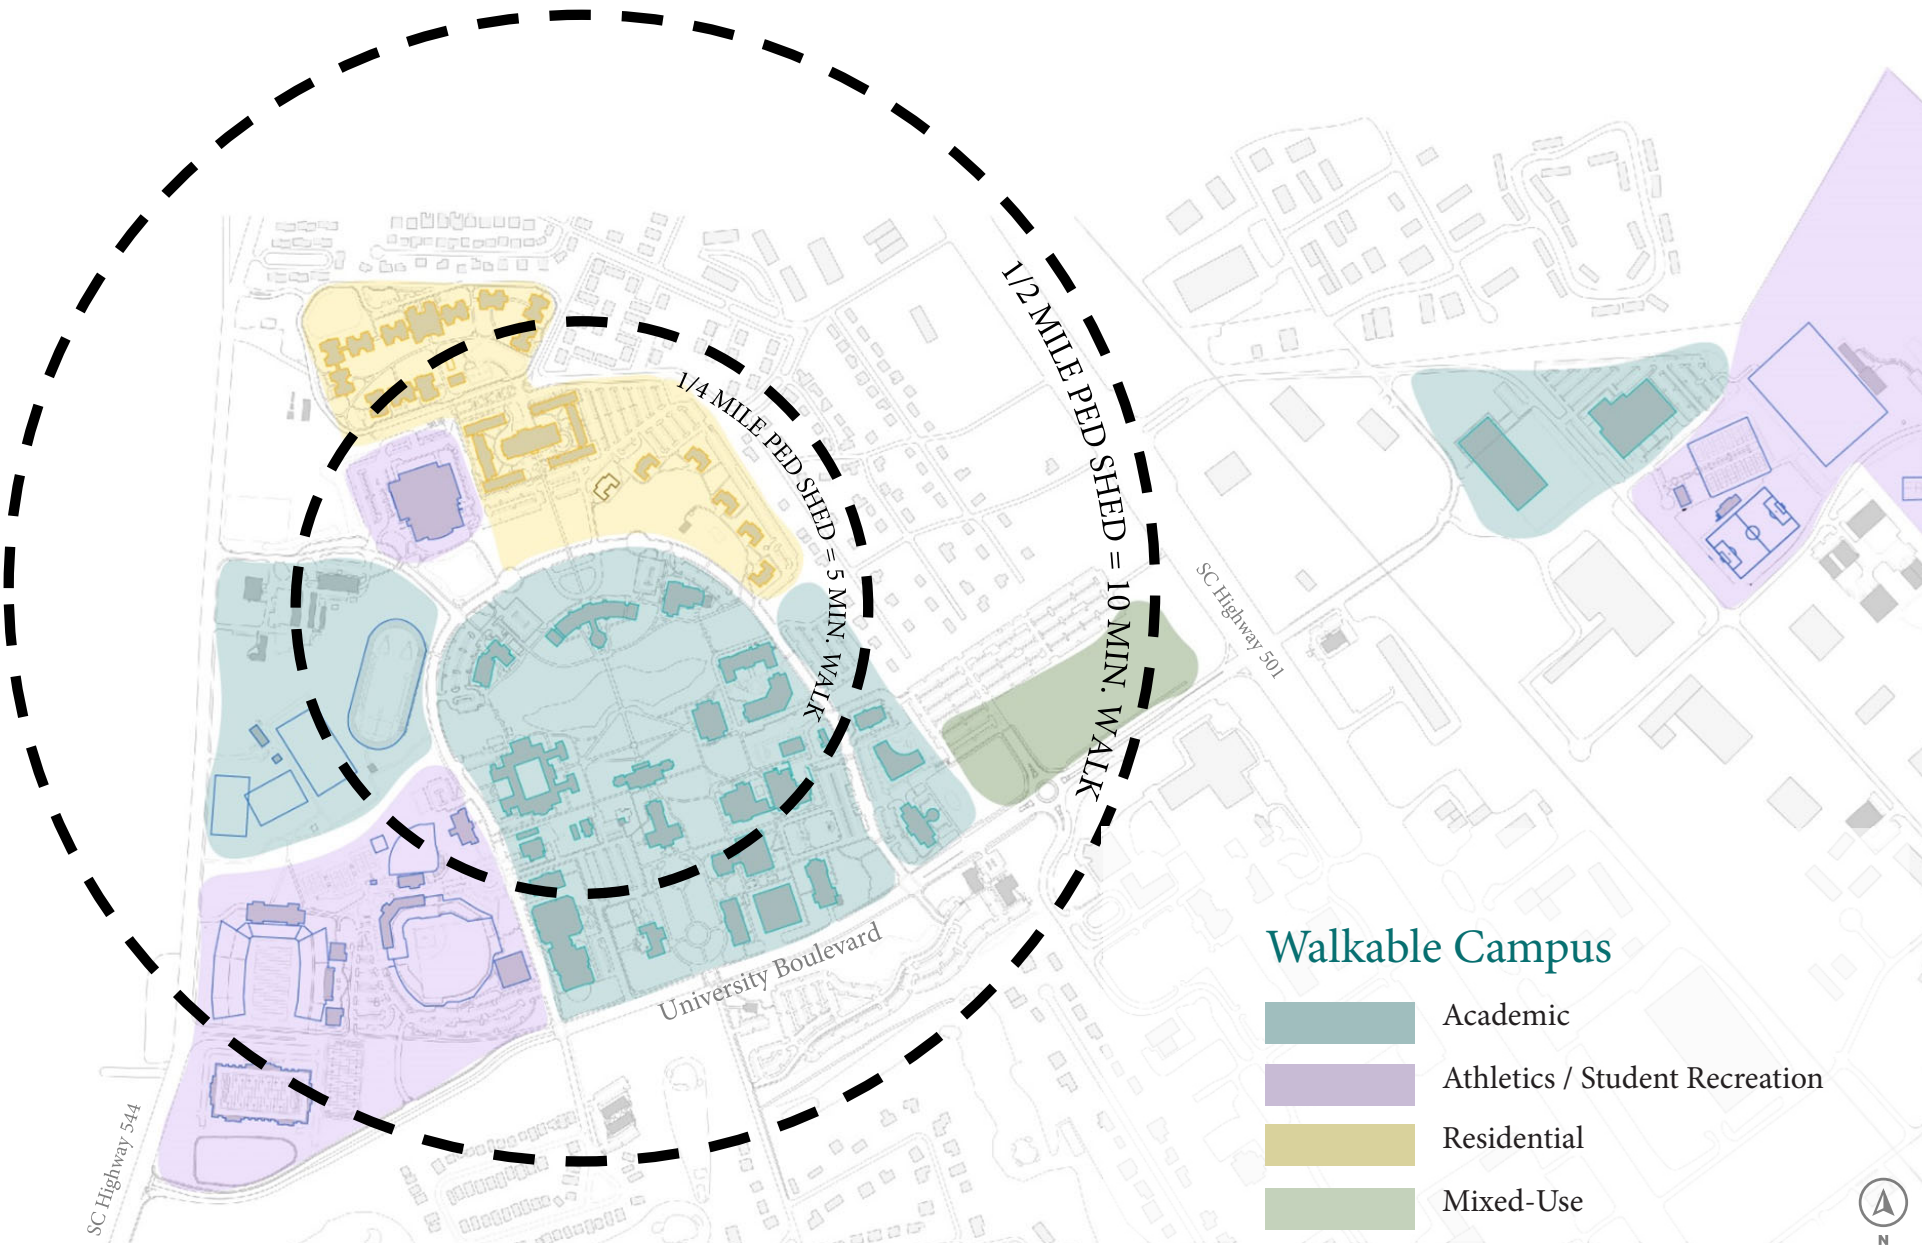 1/2 MILE PED SHED = 10 MIN. WALK
1/4 MILE PED SHED = 5 MIN. WALK
SC Highway 501
University Boulevard
SC Highway 544
Walkable Campus
Academic
Athletics / Student Recreation
Residential
Mixed-Use
N